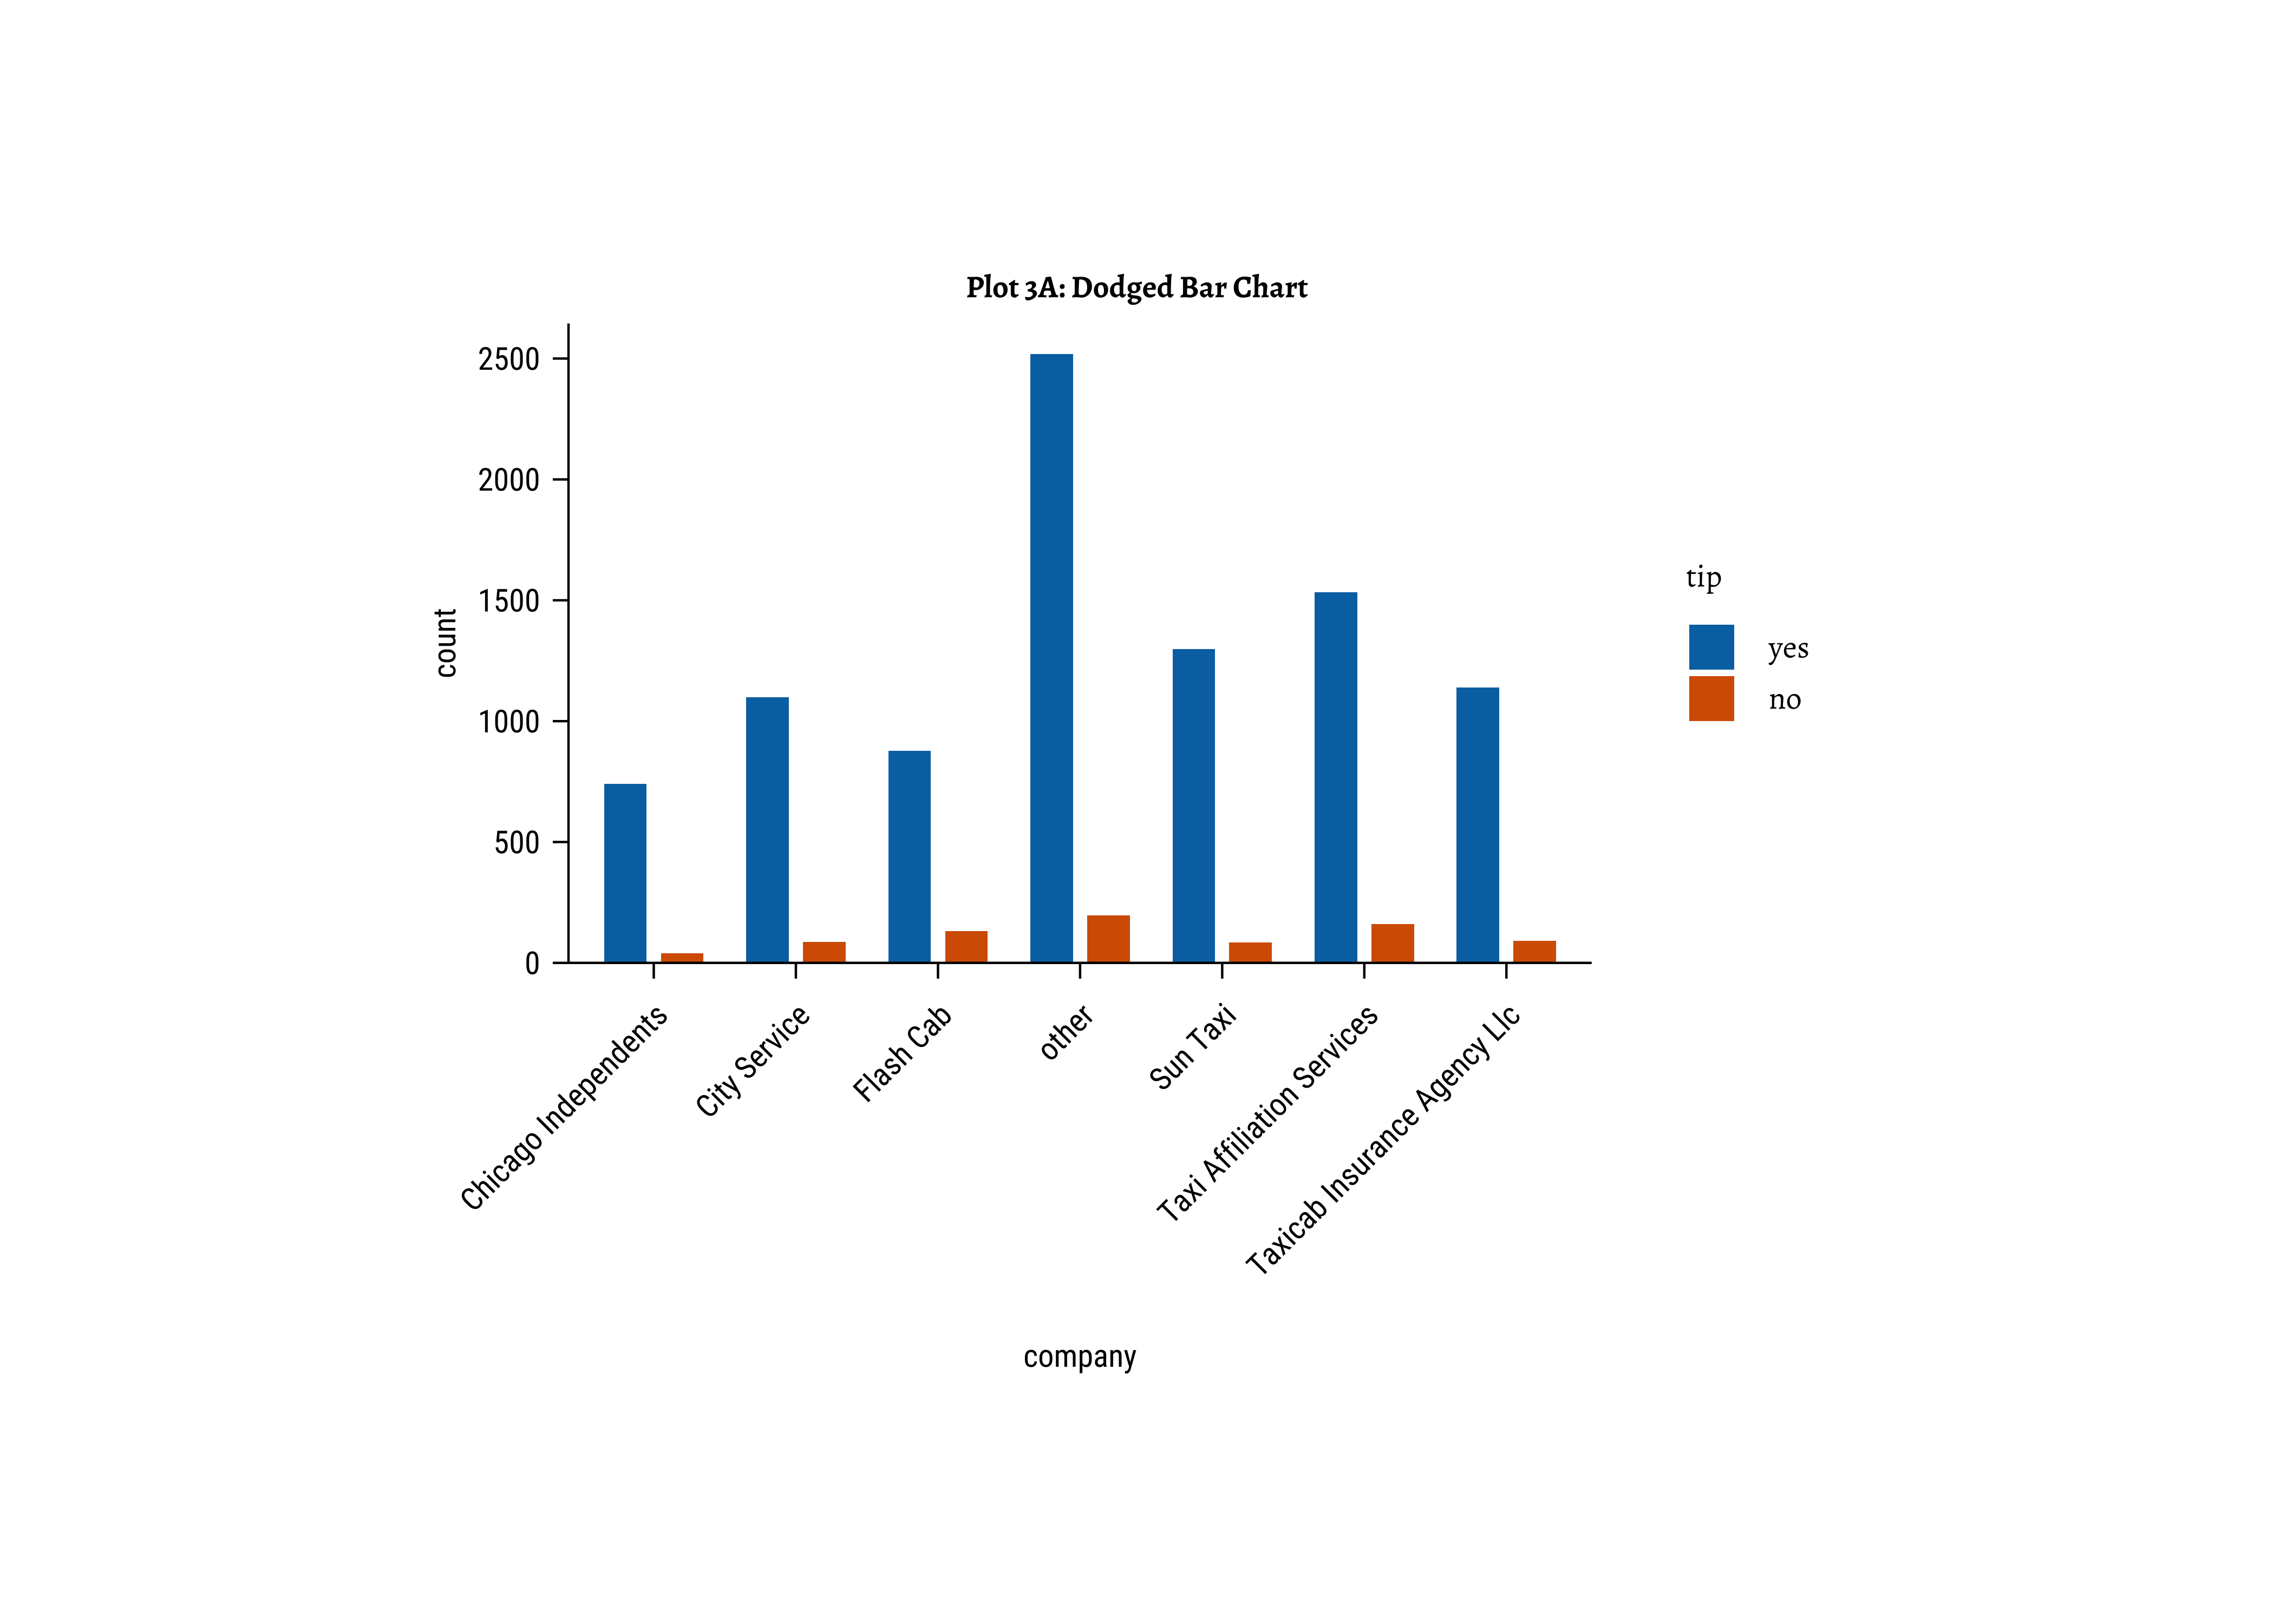 Plot 3A: Dodged Bar Chart
2500
2000
1500
1000
500
0
count
Chicago Independents
City Service
Flash Cab
other
Sun Taxi
Taxi Affiliation Services
Taxicab Insurance Agency Llc
company
tip
yes
no